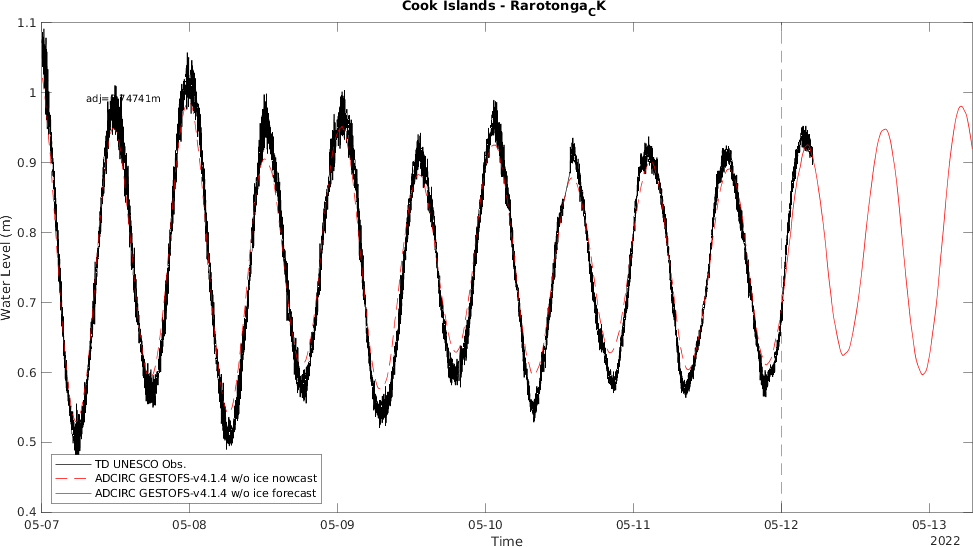 Cook Islands - Rarotonga_CK
1.1
1
0.9
0.8
0.7
0.6
0.5
0.4
Water Level (m)
TD UNESCO Obs.
ADCIRC GESTOFS-v4.1.4 w/o ice nowcast
ADCIRC GESTOFS-v4.1.4 w/o ice forecast
05-07 05-08 05-09 05-10 05-11 05-12 05-13
Time
2022